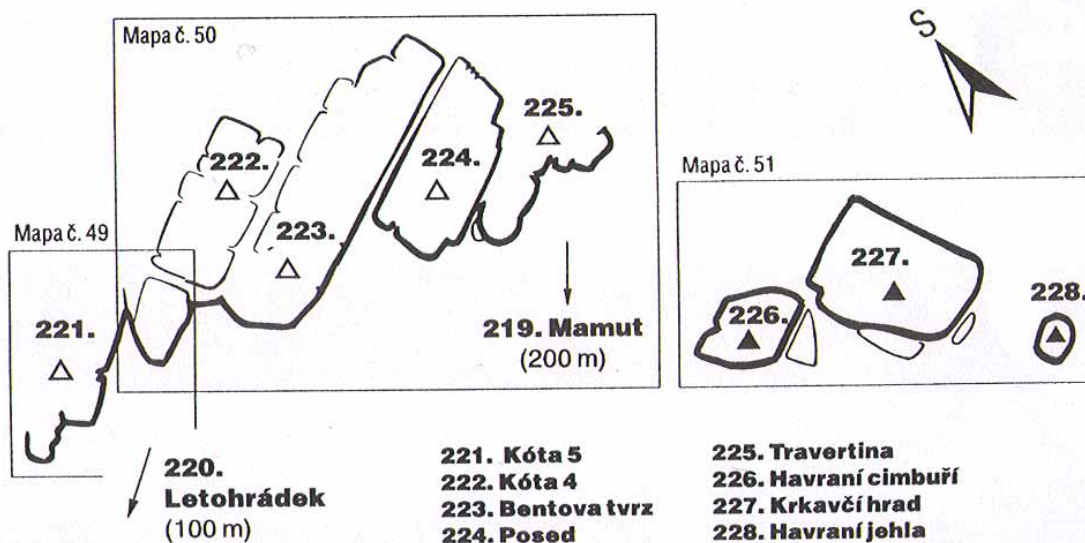 Mapa č. 50
S
225.
222.
224.
Mapa č. 51
223.
Mapa č. 49
227.
228.
221.
226.
219. Mamut
(200 m)
220.
Letohrádek
(100 m)
221. Kóta 5
222. Kóta 4
223. Bentova tvrz
224. Posed
225. Travertina
226. Havraní cimbuří
227. Krkavčí hrad
228. Havraní jehla